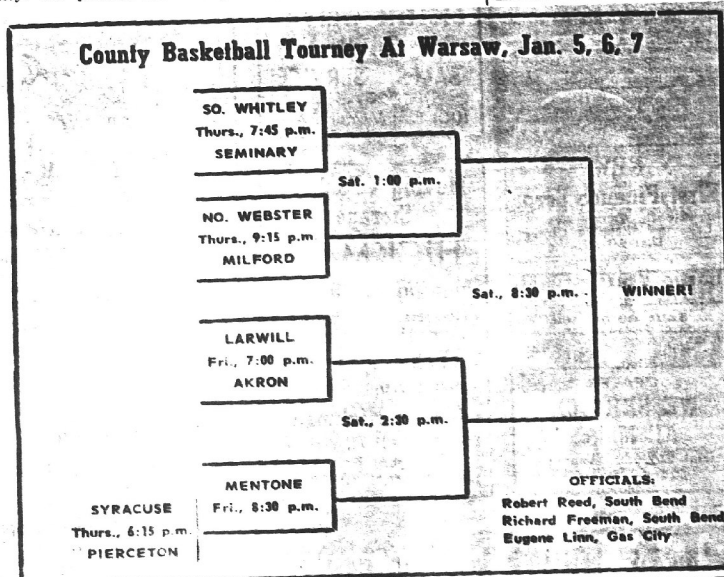 County Basketball Tourney At Warsaw, Jan. 5, 6, 7
SO. WHITLEY
Thurs., 7:45 p.m.
SEMINARY
Sat. 1:00 p.m.
NO. WEBSTER
Thurs., 9:15 p.m
MILFORD
Sat., 8:30 p.m.
WINNER!
LARWILL
Fri., 7:00 p.m.
AKRON
Sat., 2:30 p.m.
MENTONE
Fri., 8:30 p.m.
SYRACUSE
Thurs., 6:15 p.m.
PIERCETON
OFFICIALS:
Robert Reed, South Bend
Richard Freeman, South Bend
Eugene Linn, Gas City